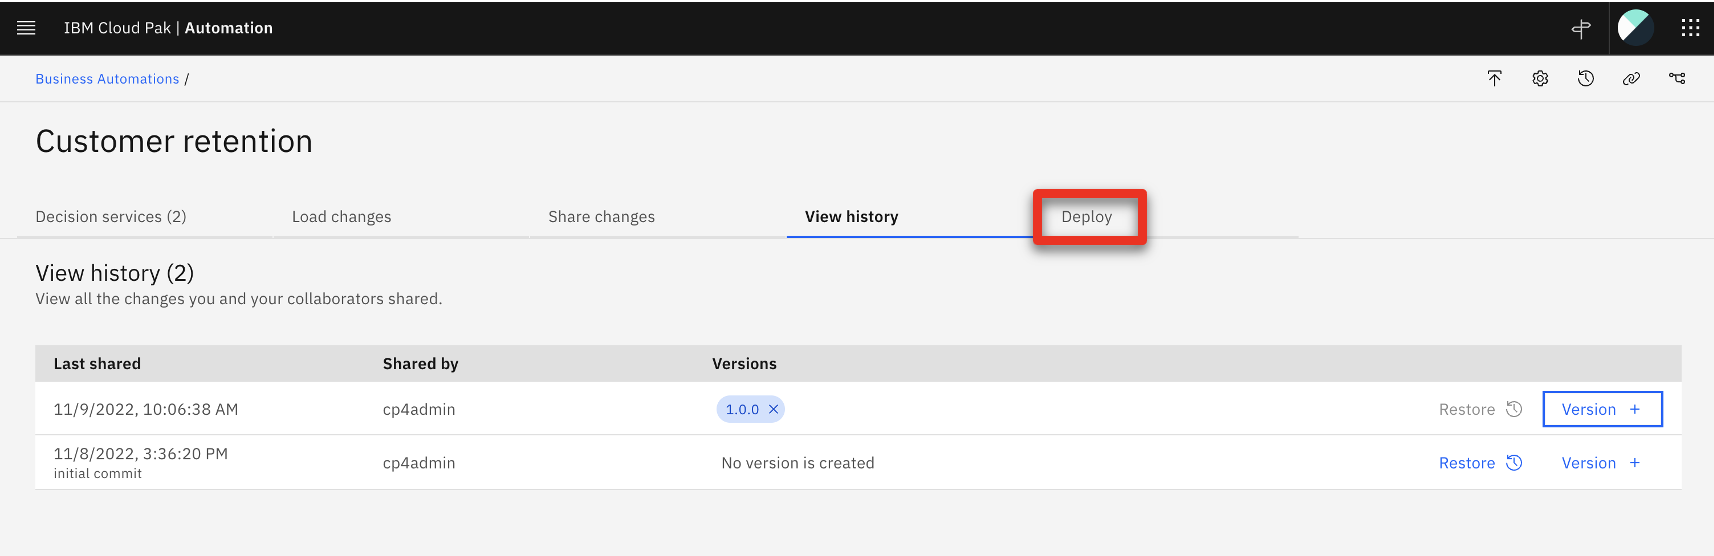 IBM Cloud Pak | Automation
Business Automations /
Customer retention
Decision services (2) Load changes Share changes View history Deploy
View history (2)
View all the changes you and your collaborators shared.
Last shared Shared by Versions
11/9/2022, 10:06:38 AM cp4admin 1.0.0 × Restore Version +
11/8/2022, 3:36:20 PM cp4admin No version is created Restore Version +
initial commit